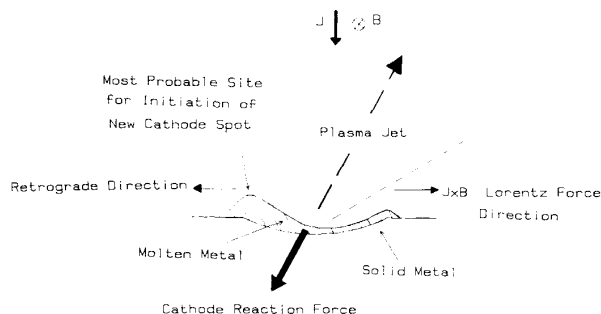 J
B
Most Probable Site
for Initiation of
New Cathode Spot
Plasma Jet
Retrograde Direction
JxB Lorentz Force
Direction
Molten Metal
Solid Metal
Cathode Reaction Force